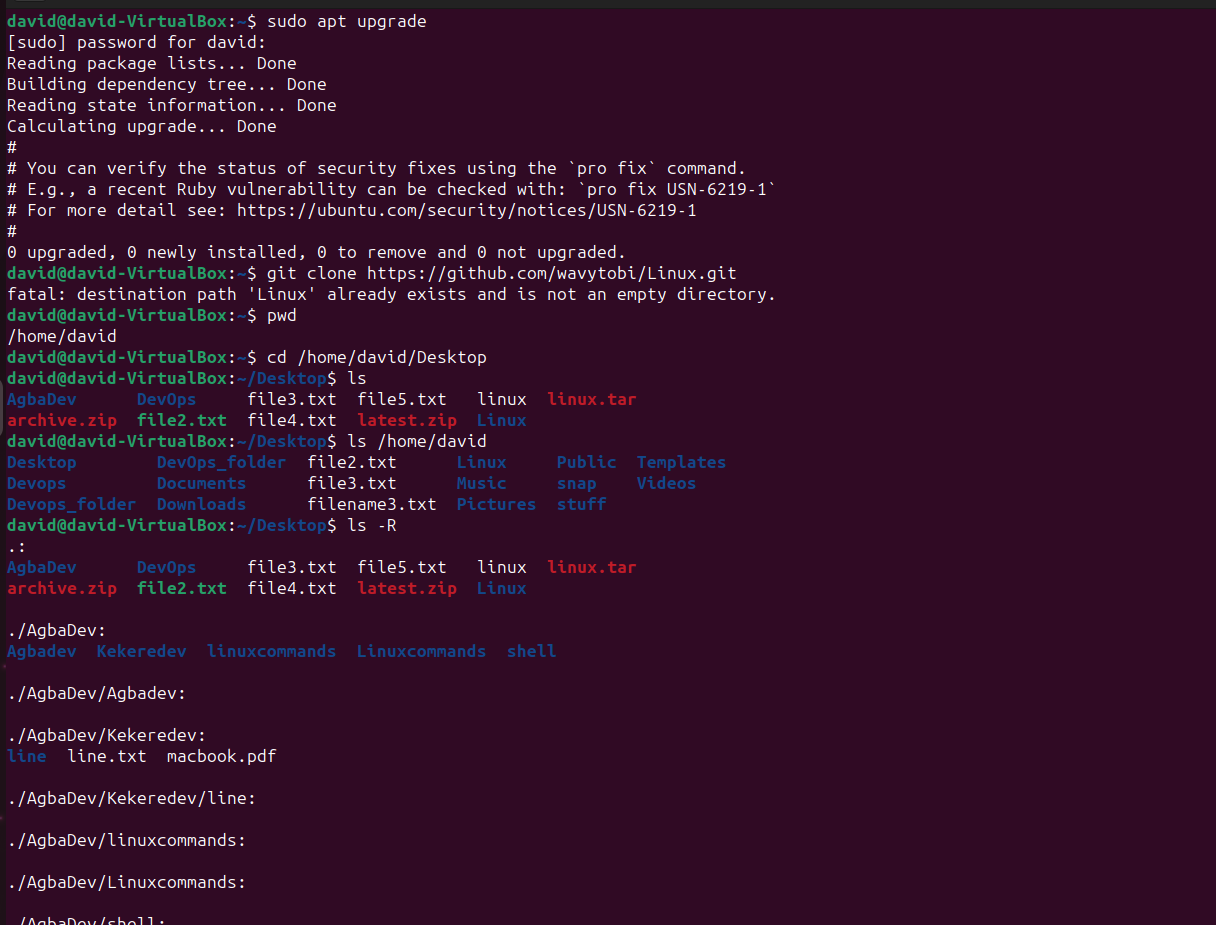 david@david-VirtualBox:~$ sudo apt upgrade
[sudo] password for david:
Reading package lists... Done
Building dependency tree... Done
Reading state information... Done
Calculating upgrade... Done
#
# You can verify the status of security fixes using the `pro fix` command.
# E.g., a recent Ruby vulnerability can be checked with: `pro fix USN-6219-1`
# For more detail see: https://ubuntu.com/security/notices/USN-6219-1
#
0 upgraded, 0 newly installed, 0 to remove and 0 not upgraded.
david@david-VirtualBox:~$ git clone https://github.com/wavytobi/Linux.git
fatal: destination path 'Linux' already exists and is not an empty directory.
david@david-VirtualBox:~$ pwd
/home/david
david@david-VirtualBox:~$ cd /home/david/Desktop
david@david-VirtualBox:~/Desktop$ ls
AgbaDev      DevOps     file3.txt  file5.txt   linux  linux.tar
archive.zip  file2.txt  file4.txt  latest.zip  Linux
david@david-VirtualBox:~/Desktop$ ls /home/david
Desktop        DevOps_folder  file2.txt      Linux     Public  Templates
Devops         Documents      file3.txt      Music     snap    Videos
Devops_folder  Downloads      filename3.txt  Pictures  stuff
david@david-VirtualBox:~/Desktop$ ls -R
.:
AgbaDev      DevOps     file3.txt  file5.txt   linux  linux.tar
archive.zip  file2.txt  file4.txt  latest.zip  Linux
./AgbaDev:
Agbadev  Kekeredev  linuxcommands  Linuxcommands  shell
./AgbaDev/Agbadev:
./AgbaDev/Kekeredev:
line  line.txt  macbook.pdf
./AgbaDev/Kekeredev/line:
./AgbaDev/linuxcommands:
./AgbaDev/Linuxcommands:
./AgbaDev/shell: